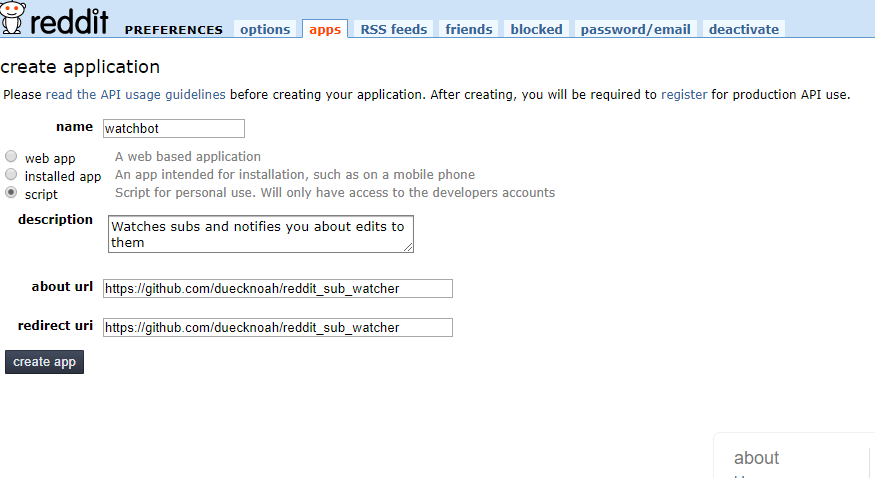 reddit PREFERENCES options apps RSS feeds friends blocked password/email deactivate
create application
Please read the API usage guidelines before creating your application. After creating, you will be required to register for production API use.
name watchbot
web app A web based application
installed app An app intended for installation, such as on a mobile phone
script Script for personal use. Will only have access to the developers accounts
description Watches subs and notifies you about edits to
them
about url https://github.com/duecknoah/reddit_sub_watcher
redirect uri https://github.com/duecknoah/reddit_sub_watcher
create app
about